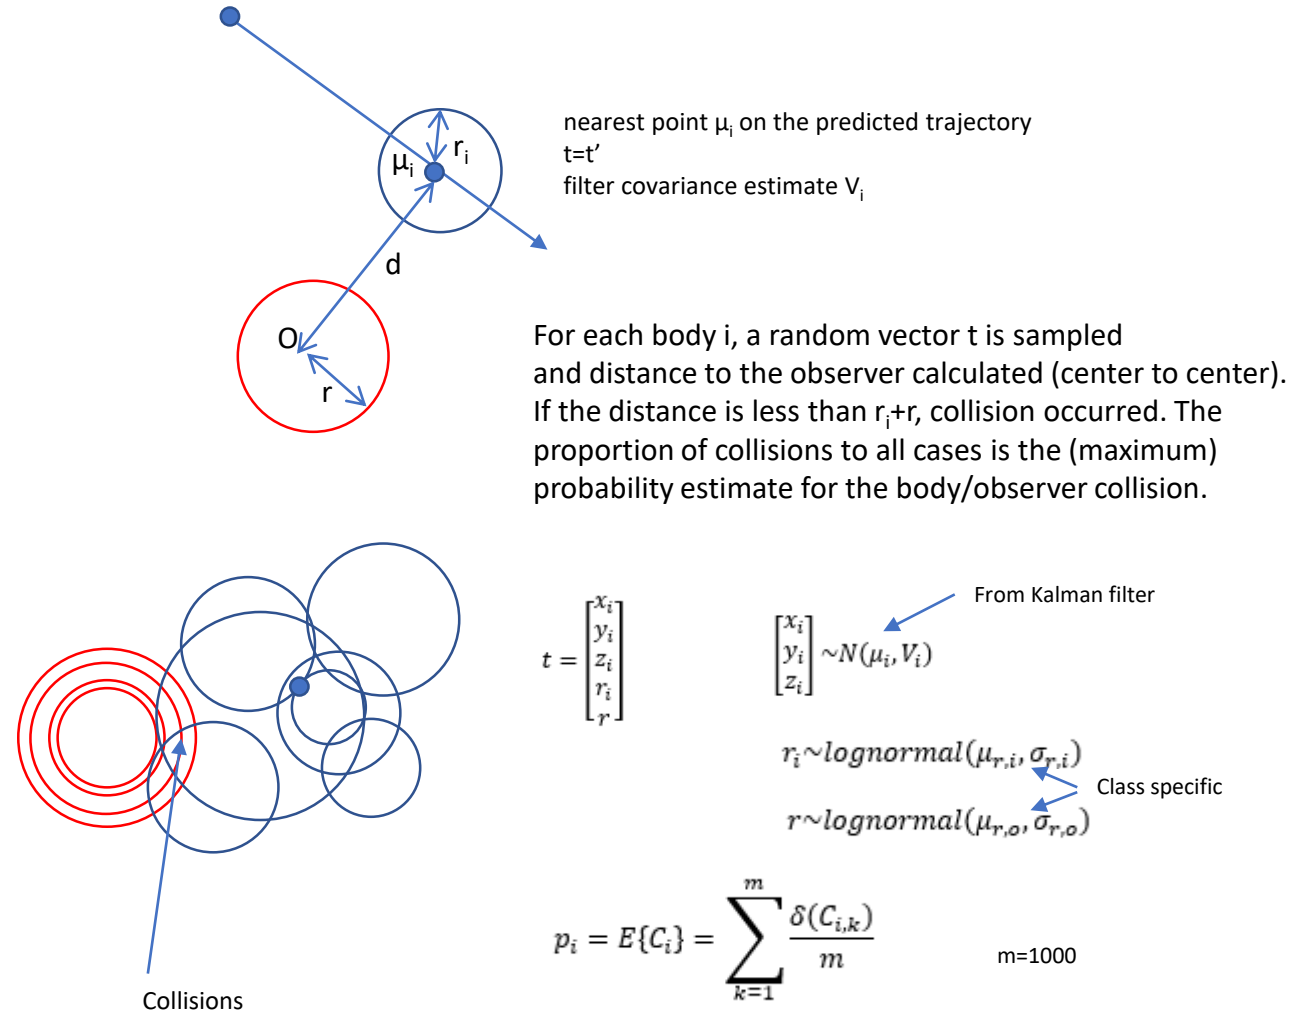 nearest point μi on the predicted trajectory
t=t’
filter covariance estimate Vi
μi
ri
d
O
r
For each body i, a random vector t is sampled
and distance to the observer calculated (center to center).
If the distance is less than ri+r, collision occurred. The
proportion of collisions to all cases is the (maximum)
probability estimate for the body/observer collision.
From Kalman filter
t = [xi yi zi ri r]
[xi yi zi] ~N(μi, Vi)
ri~lognormal(μr,i, σr,i)
Class specific
r~lognormal(μr,o, σr,o)
pi = E{Ci} = ∑ k=1 m δ(Ci,k) / m
m=1000
Collisions